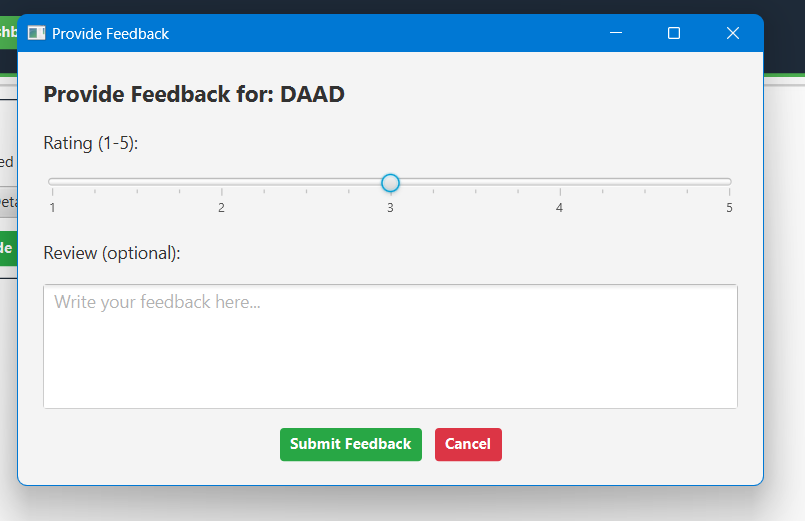 Provide Feedback
Provide Feedback for: DAAD
Rating (1-5):
1 2 3 4 5
Review (optional):
Write your feedback here...
Submit Feedback Cancel